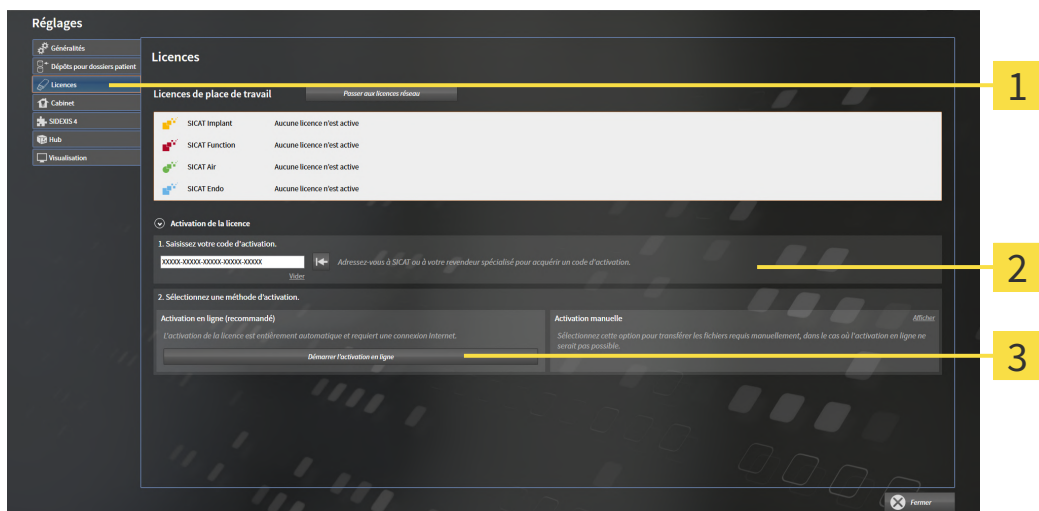 Réglages
Généralités
Dépôts pour dossiers patient
Licences
Cabinet
SIDEXIS 4
Hub
Visualisation
Licences
Licences de place de travail
Passer aux licences réseau
SICAT Implant Aucune licence n'est active
SICAT Function Aucune licence n'est active
SICAT Air Aucune licence n'est active
SICAT Endo Aucune licence n'est active
Activation de la licence
1. Saisissez votre code d'activation.
XXXXX-XXXXX-XXXXX-XXXXX-XXXXX
Adressez-vous à SICAT ou à votre revendeur spécialisé pour acquérir un code d'activation.
Vider
2. Sélectionnez une méthode d'activation.
Activation en ligne (recommandé)
L'activation de la licence est entièrement automatique et requiert une connexion Internet.
Démarrer l'activation en ligne
Activation manuelle
Afficher
Sélectionnez cette option pour transférer les fichiers requis manuellement, dans le cas où l'activation en ligne ne
serait pas possible.
Fermer
1
2
3